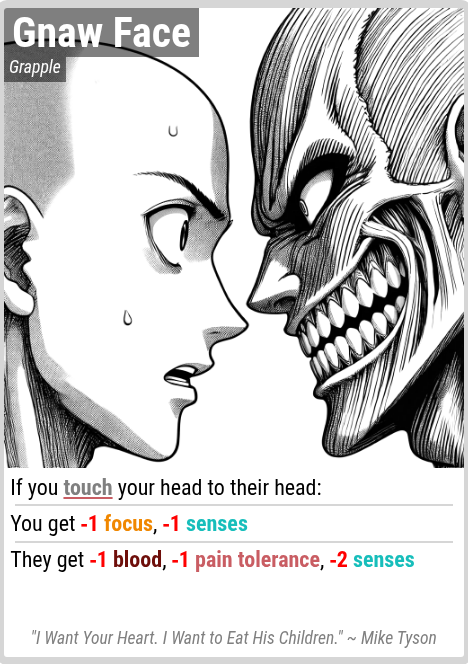 Gnaw Face
Grapple
If you touch your head to their head:
You get -1 focus, -1 senses
They get -1 blood, -1 pain tolerance, -2 senses
"I Want Your Heart. I Want to Eat His Children." ~ Mike Tyson